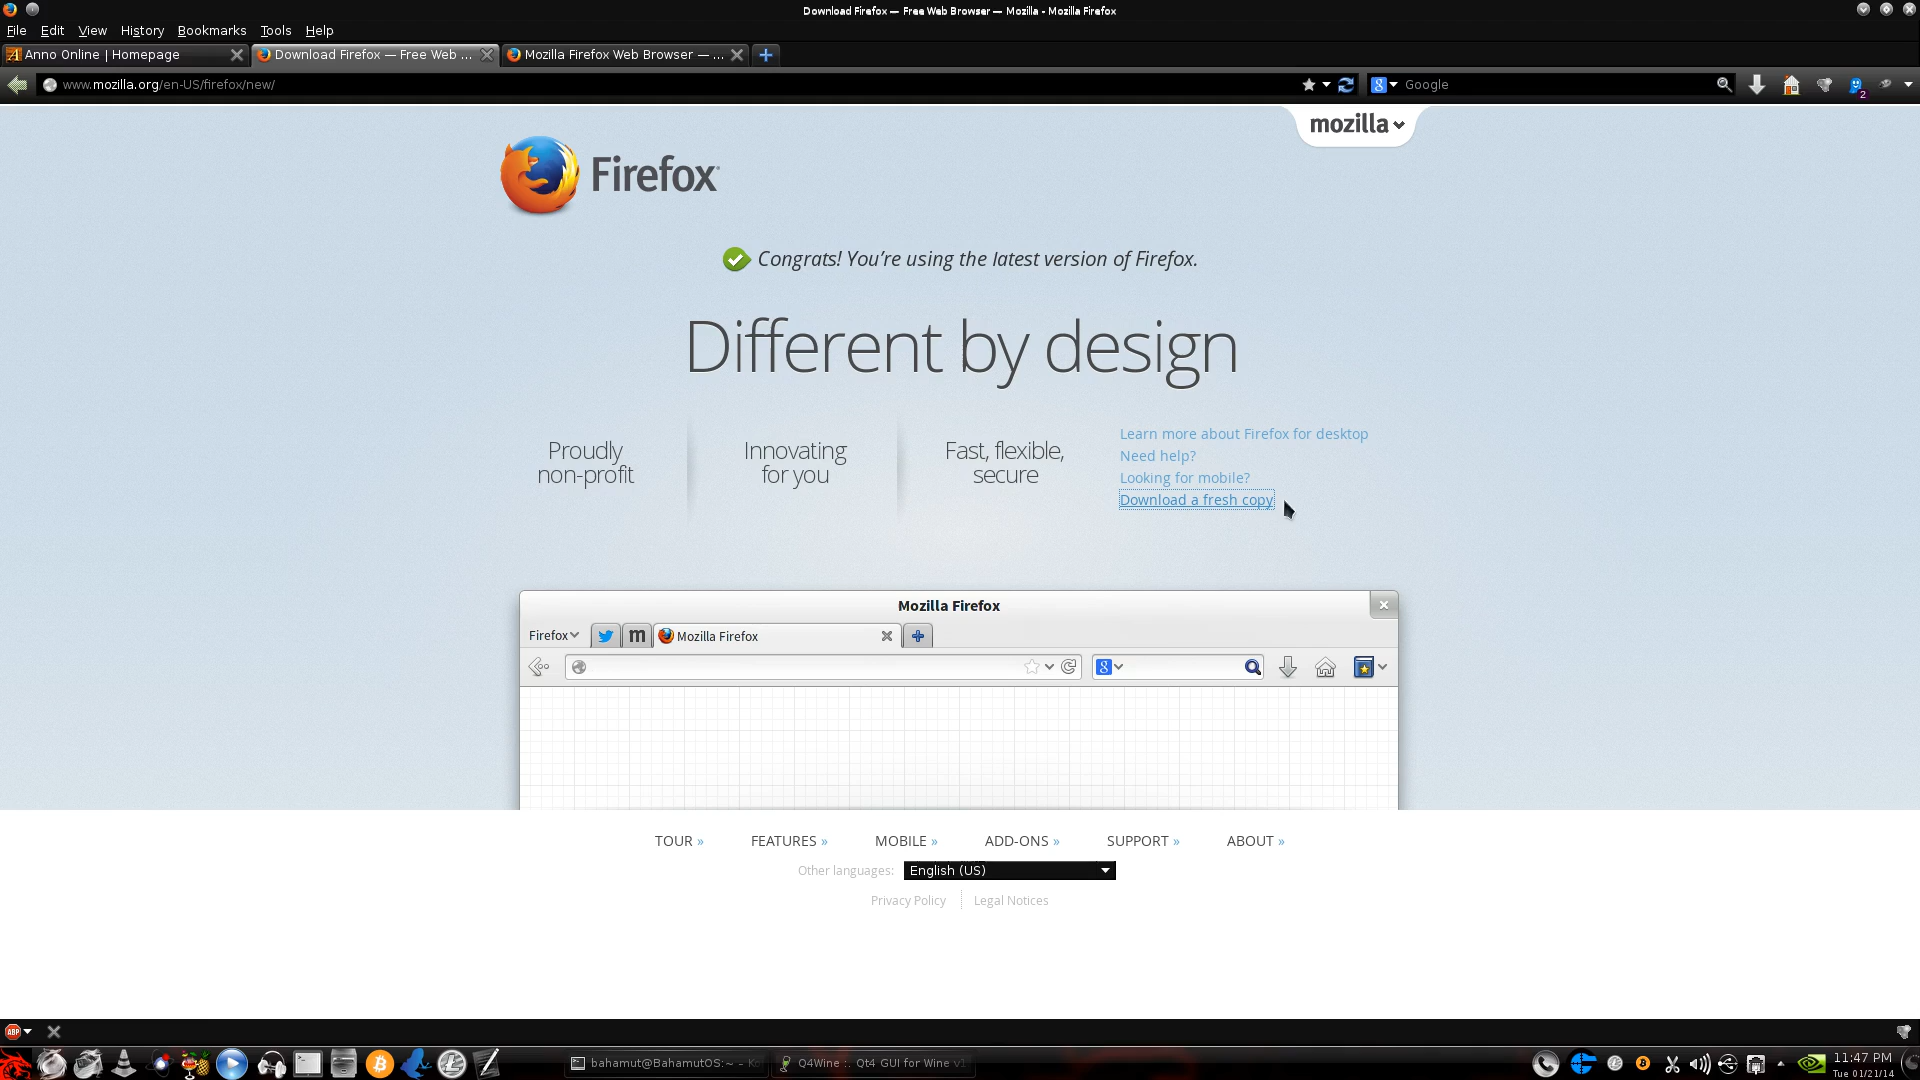 Download Firefox — Free Web Browser — Mozilla - Mozilla Firefox
File Edit View History Bookmarks Tools Help
Anno Online | Homepage
Download Firefox — Free Web ...
Mozilla Firefox Web Browser — ...
www.mozilla.org/en-US/firefox/new/
Google
2
mozilla
Firefox
Congrats! You're using the latest version of Firefox.
Different by design
Proudly
non-profit
Innovating
for you
Fast, flexible,
secure
Learn more about Firefox for desktop
Need help?
Looking for mobile?
Download a fresh copy
Mozilla Firefox
Firefox
m
Mozilla Firefox
TOUR »
FEATURES »
MOBILE »
ADD-ONS »
SUPPORT »
ABOUT »
Other languages:
English (US)
Privacy Policy
Legal Notices
ABP
bahamut@BahamutOS:~ – Ko
Q4Wine :. Qt4 GUI for Wine v1
11:47 PM
Tue 01/21/14